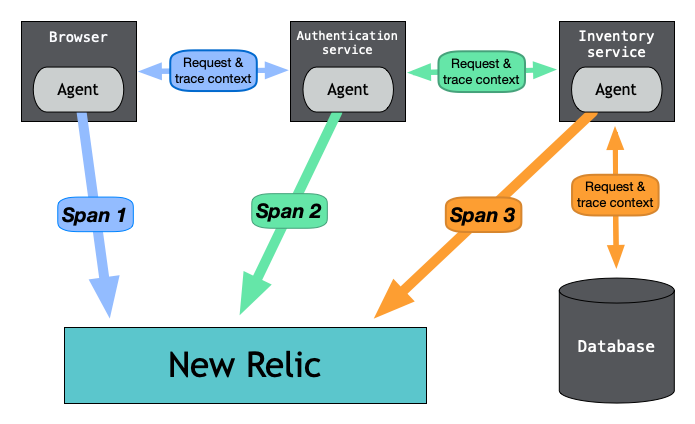 Browser
Agent
Request &
trace context
Authentication
service
Agent
Request &
trace context
Inventory
service
Agent
Span 1
Span 2
Span 3
Request &
trace context
New Relic
Database